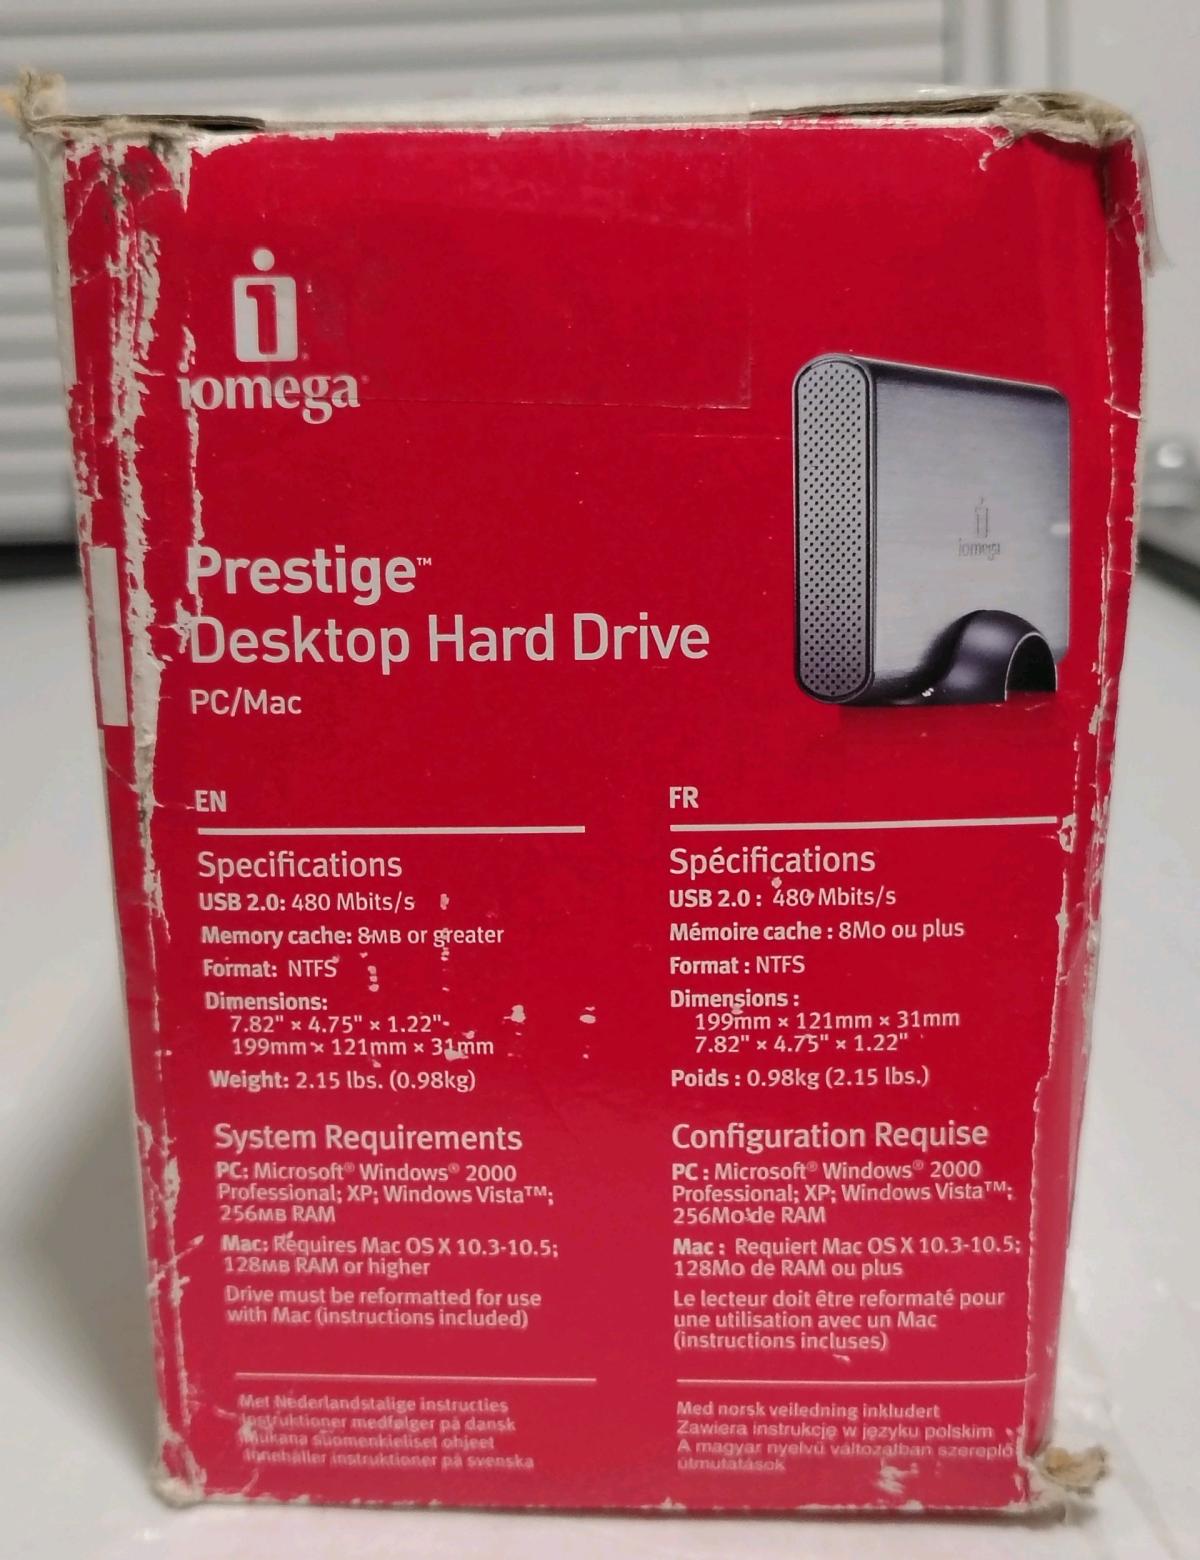 iomega
Prestige™
Desktop Hard Drive
PC/Mac
iomega
EN
Specifications
USB 2.0: 480 Mbits/s
Memory cache: 8MB or greater
Format: NTFS
Dimensions:
7.82" × 4.75" × 1.22"
199mm × 121mm × 31mm
Weight: 2.15 lbs. (0.98kg)
System Requirements
PC: Microsoft® Windows® 2000
Professional; XP; Windows Vista™;
256MB RAM
Mac: Requires Mac OS X 10.3-10.5;
128MB RAM or higher
Drive must be reformatted for use
with Mac (instructions included)
Met Nederlandstalige instructies
Instruktioner medfølger på dansk
Mukana suomenkieliset ohjeet
Innehåller instruktioner på svenska
FR
Spécifications
USB 2.0 : 480 Mbits/s
Mémoire cache : 8Mo ou plus
Format : NTFS
Dimensions :
199mm × 121mm × 31mm
7.82" × 4.75" × 1.22"
Poids : 0.98kg (2.15 lbs.)
Configuration Requise
PC : Microsoft® Windows® 2000
Professional; XP; Windows Vista™;
256Mo de RAM
Mac : Requiert Mac OS X 10.3-10.5;
128Mo de RAM ou plus
Le lecteur doit être reformaté pour
une utilisation avec un Mac
(instructions incluses)
Med norsk veiledning inkludert
Zawiera instrukcję w języku polskim
A magyar nyelvű változatban szereplő
útmutatások